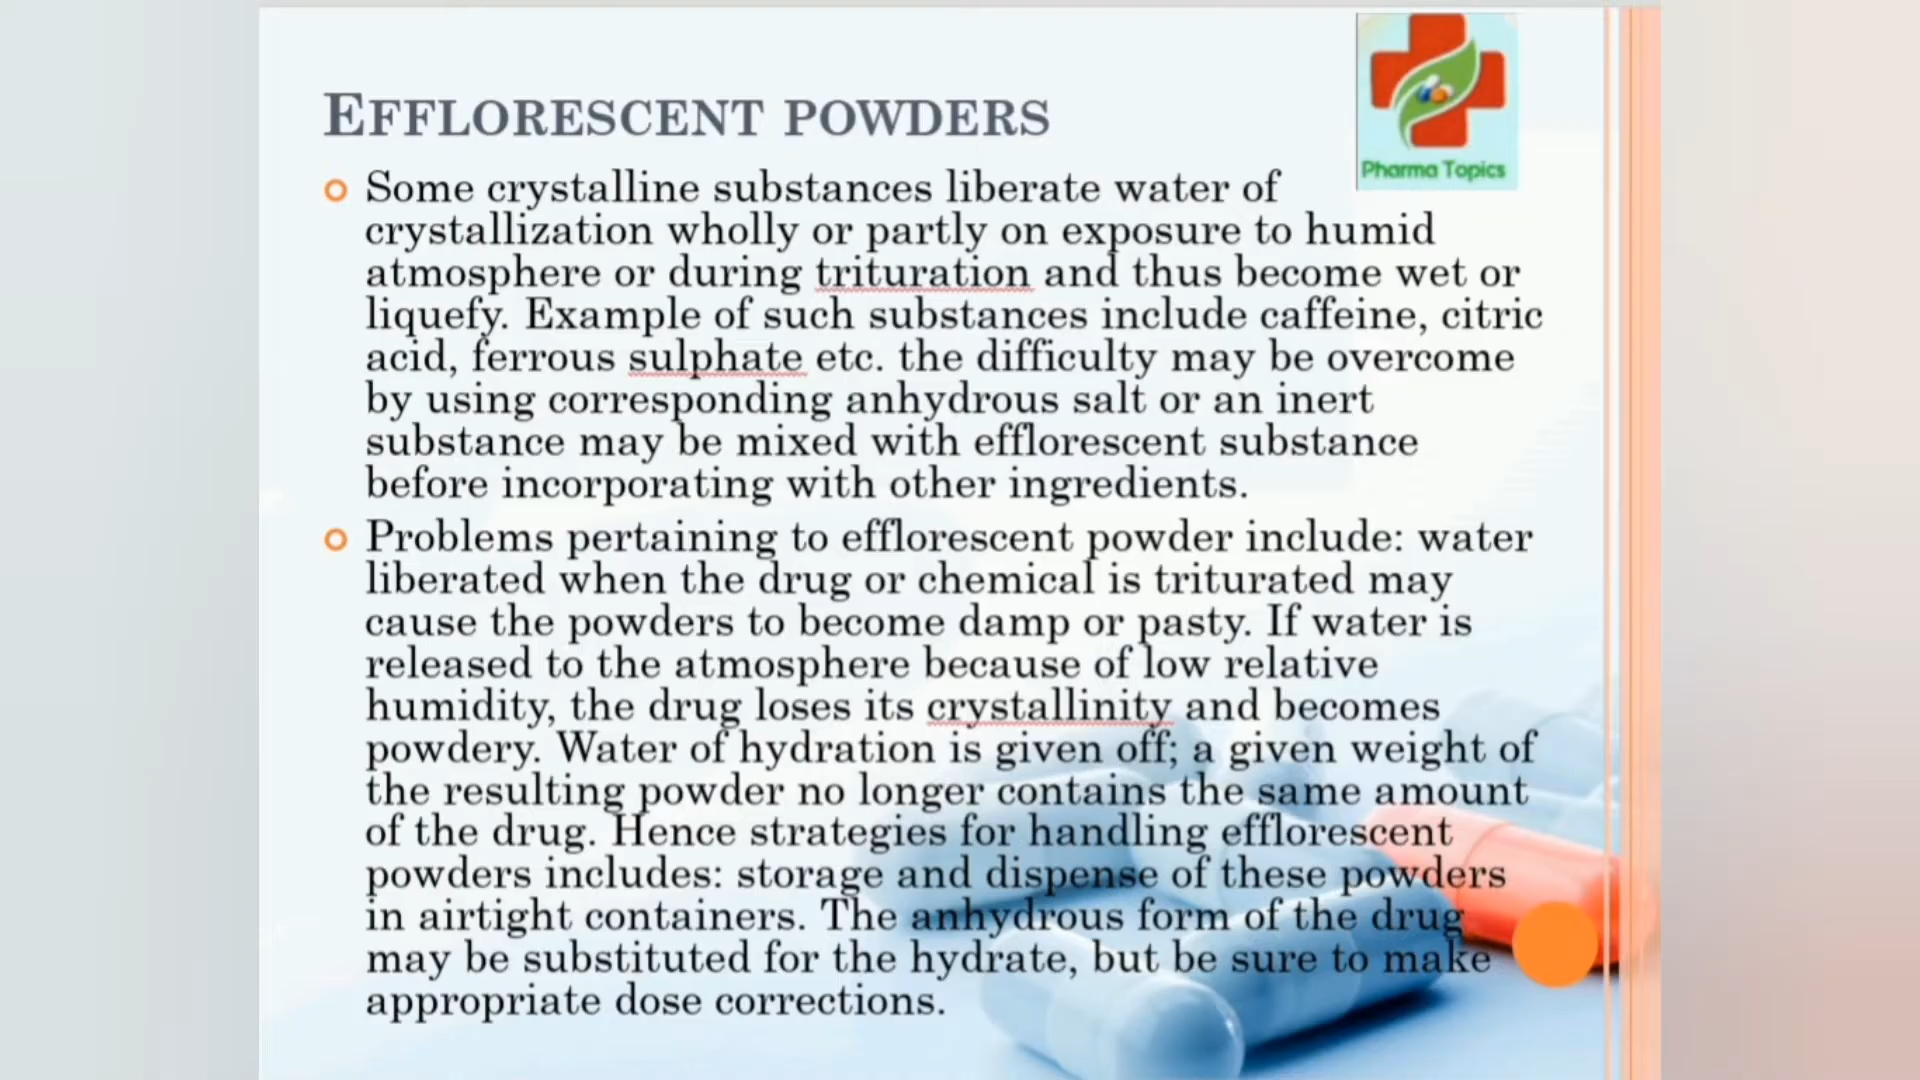 EFFLORESCENT POWDERS
Pharma Topics
Some crystalline substances liberate water of
crystallization wholly or partly on exposure to humid
atmosphere or during trituration and thus become wet or
liquefy. Example of such substances include caffeine, citric
acid, ferrous sulphate etc. the difficulty may be overcome
by using corresponding anhydrous salt or an inert
substance may be mixed with efflorescent substance
before incorporating with other ingredients.
Problems pertaining to efflorescent powder include: water
liberated when the drug or chemical is triturated may
cause the powders to become damp or pasty. If water is
released to the atmosphere because of low relative
humidity, the drug loses its crystallinity and becomes
powdery. Water of hydration is given off; a given weight of
the resulting powder no longer contains the same amount
of the drug. Hence strategies for handling efflorescent
powders includes: storage and dispense of these powders
in airtight containers. The anhydrous form of the drug
may be substituted for the hydrate, but be sure to make
appropriate dose corrections.